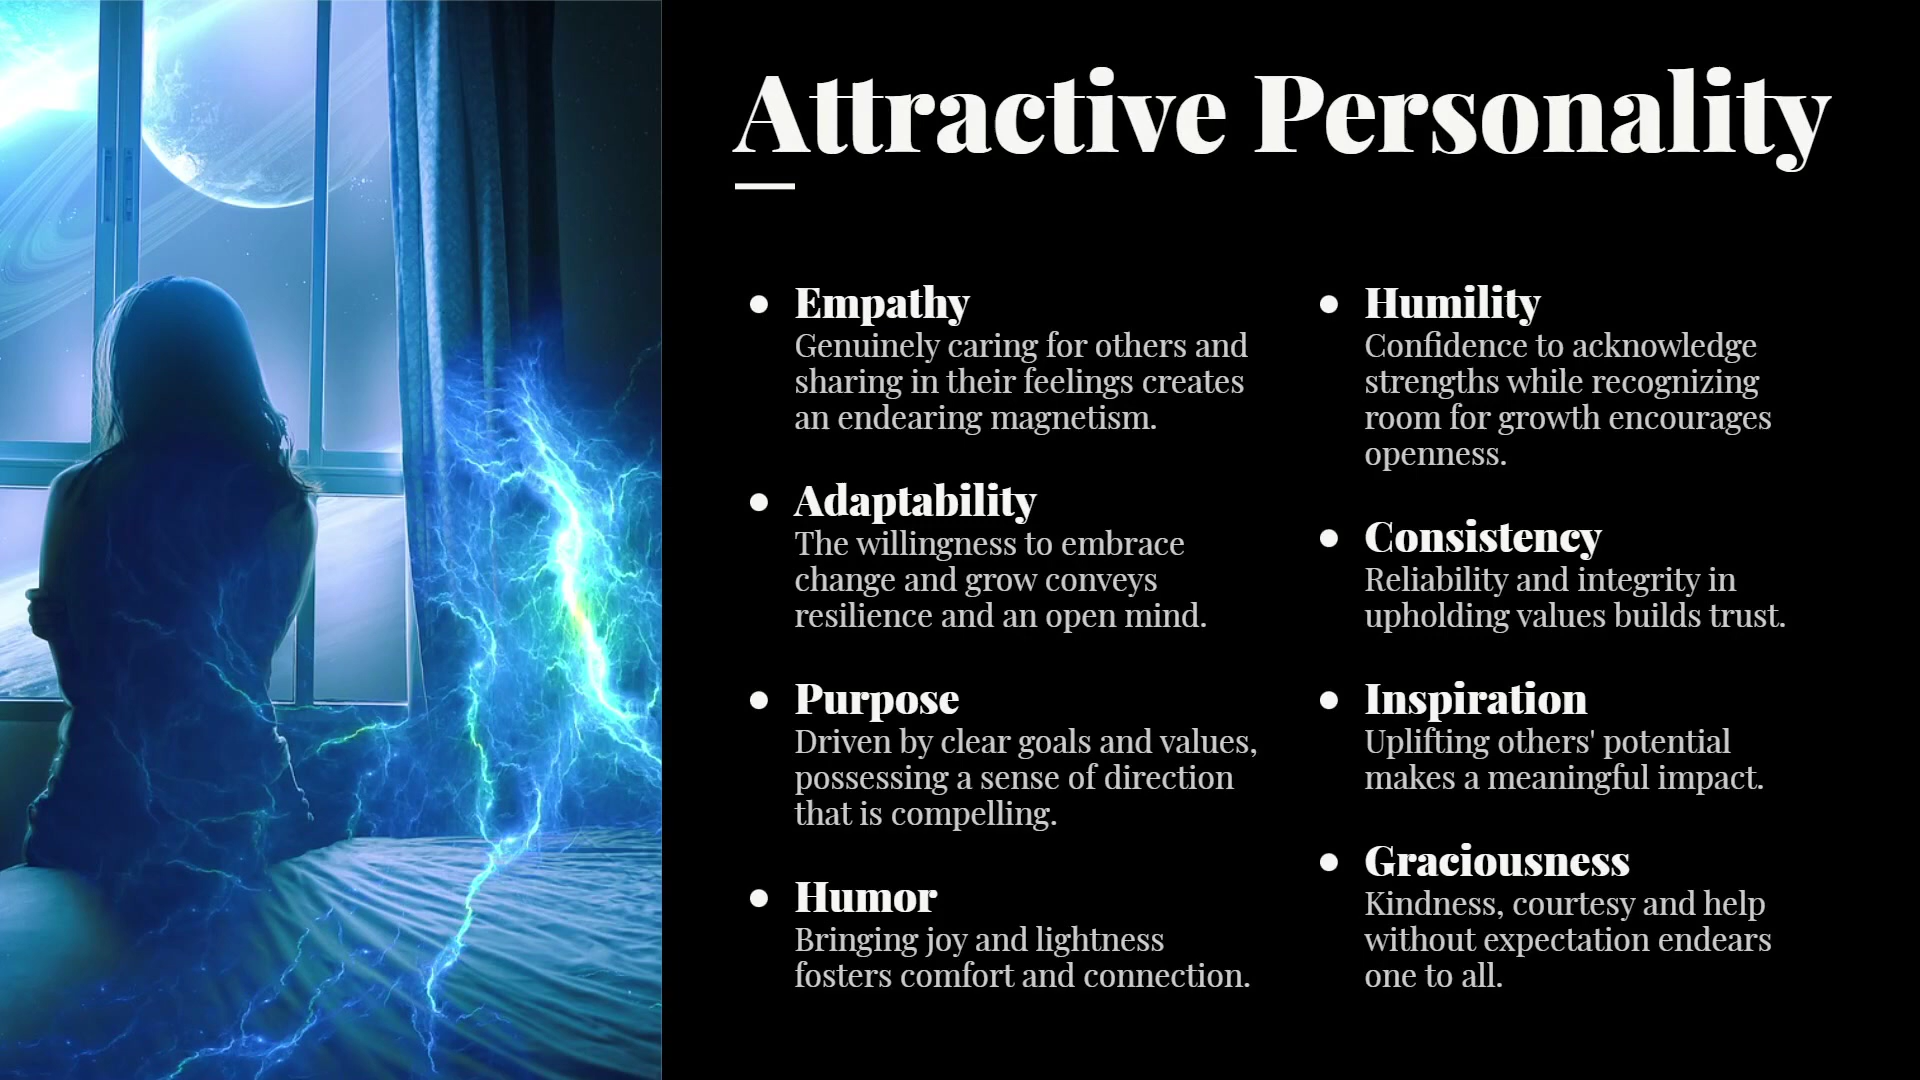 Attractive Personality
Empathy
Genuinely caring for others and
sharing in their feelings creates
an endearing magnetism.
Adaptability
The willingness to embrace
change and grow conveys
resilience and an open mind.
Purpose
Driven by clear goals and values,
possessing a sense of direction
that is compelling.
Humor
Bringing joy and lightness
fosters comfort and connection.
Humility
Confidence to acknowledge
strengths while recognizing
room for growth encourages
openness.
Consistency
Reliability and integrity in
upholding values builds trust.
Inspiration
Uplifting others' potential
makes a meaningful impact.
Graciousness
Kindness, courtesy and help
without expectation endears
one to all.